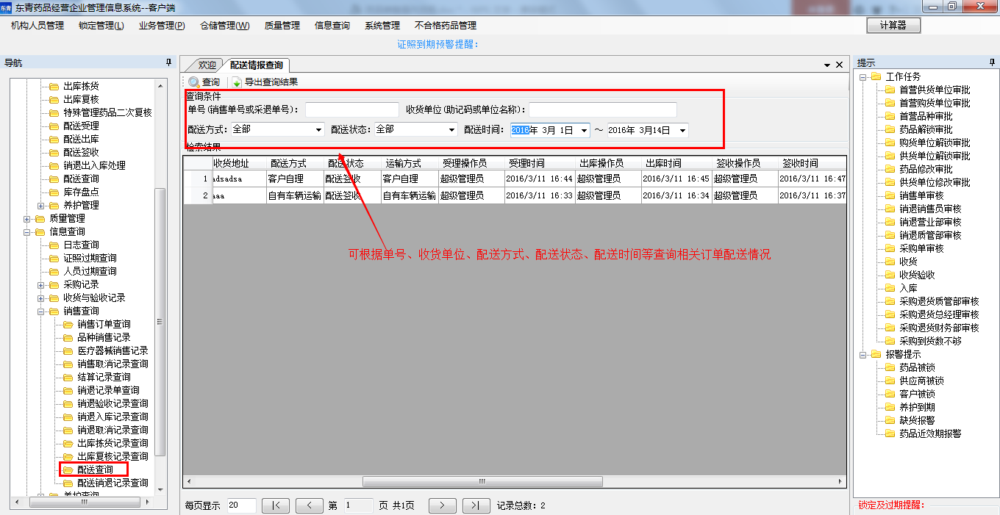 东青 东青药品经营企业管理信息系统--客户端
机构人员管理 锁定管理(L) 业务管理(P) 仓储管理(W) 质量管理 信息查询 系统管理 不合格药品管理 计算器
证照到期预警提醒：
导航
出库拣货
出库复核
特殊管理药品二次复核
配送受理
配送出库
配送签收
销退出入库处理
配送查询
库存盘点
养护管理
质量管理
信息查询
日志查询
证照过期查询
人员过期查询
采购记录
收货与验收记录
销售查询
销售订单查询
品种销售记录
医疗器械销售记录
销售取消记录查询
结算记录查询
销退记录单查询
销退验收记录查询
销退入库记录查询
销退取消记录查询
出库拣货记录查询
出库复核记录查询
配送查询
配送销退记录查询
养护查询
欢迎 配送情报查询
查询 导出查询结果
查询条件
单号(销售单号或采退单号)： 收货单位(助记码或单位名称)：
配送方式： 全部 配送状态： 全部 配送时间： 2016年 3月 1日 ～ 2016年 3月14日
检索结果
收货地址 配送方式 配送状态 运输方式 受理操作员 受理时间 出库操作员 出库时间 签收操作员 签收时间
1 adsadsa 客户自理 配送签收 客户自理 超级管理员 2016/3/11 16:44 超级管理员 2016/3/11 16:45 超级管理员 2016/3/11 16:47
2 aaa 自有车辆运输 配送签收 自有车辆运输 超级管理员 2016/3/11 16:33 超级管理员 2016/3/11 16:34 超级管理员 2016/3/11 16:37
可根据单号、收货单位、配送方式、配送状态、配送时间等查询相关订单配送情况
每页显示 20 |< < 第 1 页 共1页 > >| 记录总数：2
提示
工作任务
首营供货单位审批
首营购货单位审批
首营品种审批
药品解锁审批
购货单位解锁审批
供货单位解锁审批
药品修改审批
供货单位修改审批
销售单审核
销退销售员审核
销退营业部审核
销退质管部审核
采购单审核
收货
收货验收
入库
采购退货质管部审核
采购退货总经理审核
采购退货财务部审核
采购到货数不够
报警提示
药品被锁
供应商被锁
客户被锁
养护到期
缺货报警
药品近效期报警
锁定及过期提醒：